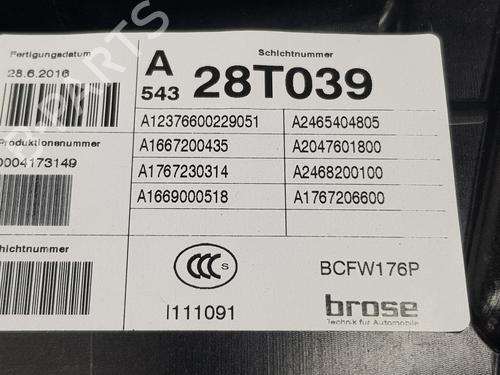 Fertigungsdatum
28.6.2016
Produktionsnummer
0004173149
Schichtnummer
A
543
Schichtnummer
28T039
A12376600229051 A2465404805
A1667200435 A2047601800
A1767230314 A2468200100
A1669000518 A1767206600
CCC S
I111091
BCFW176P
brose
Technik für Automobile